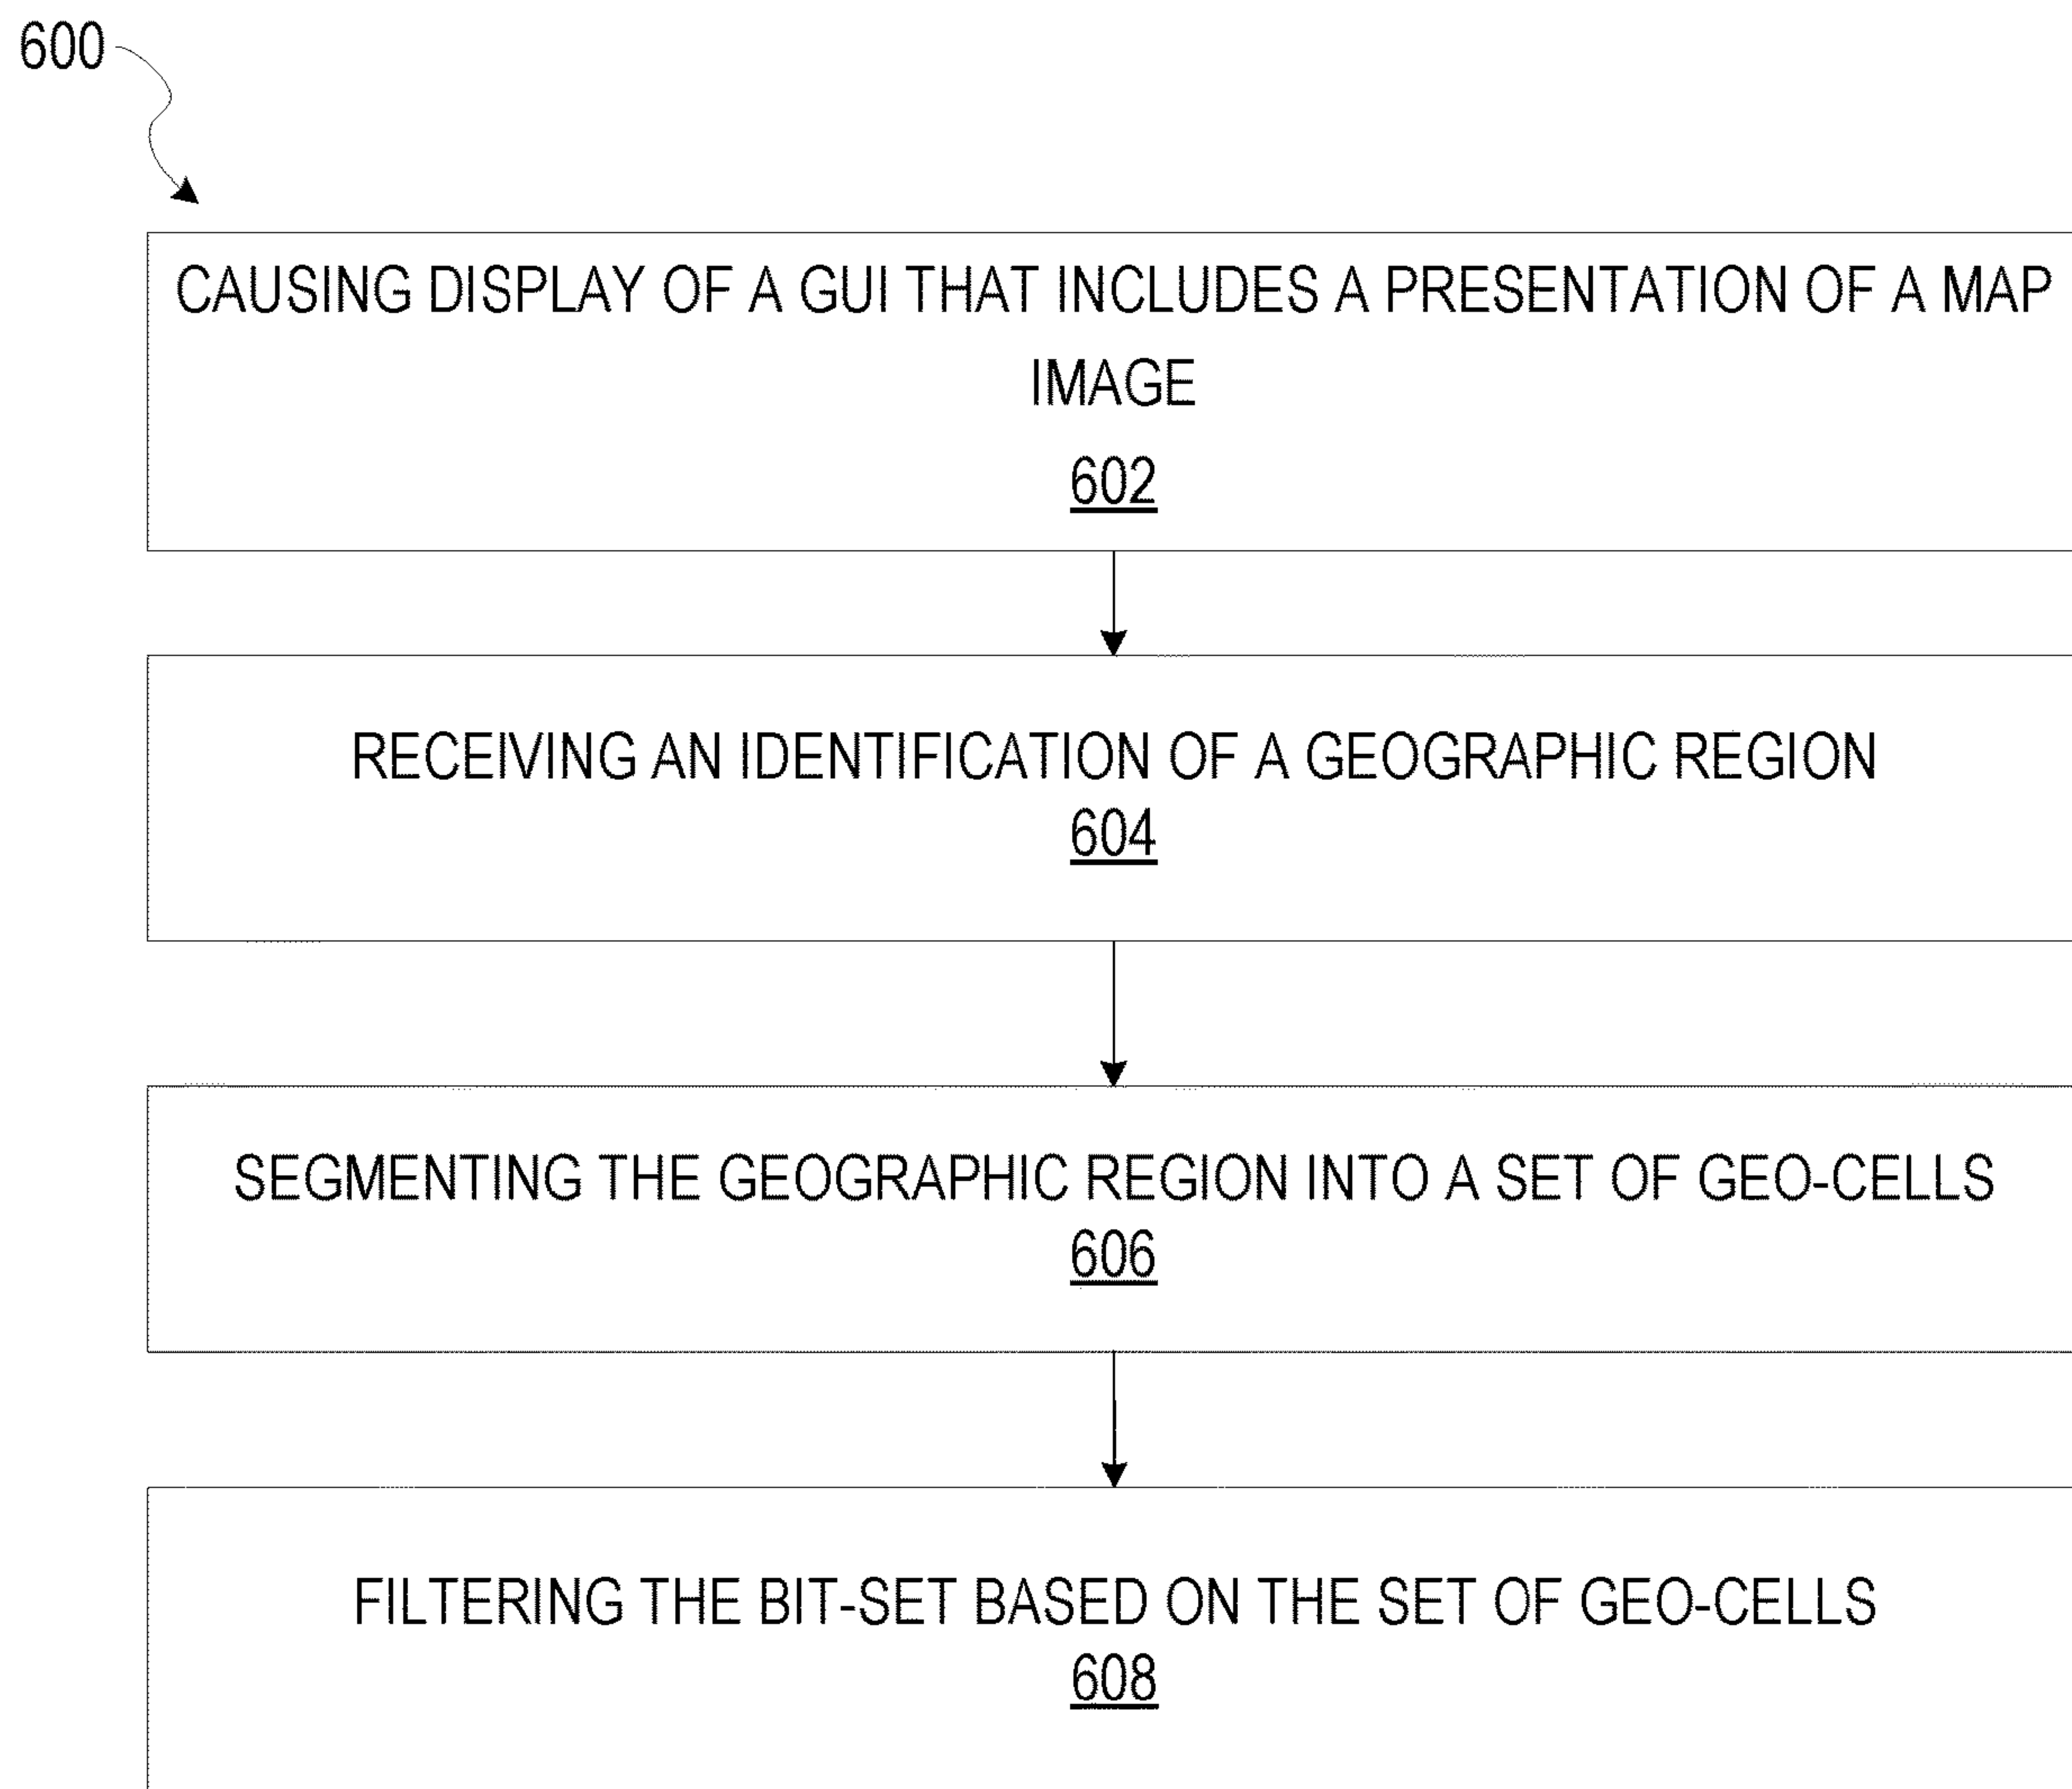 600
CAUSING DISPLAY OF A GUI THAT INCLUDES A PRESENTATION OF A MAP
IMAGE
602
RECEIVING AN IDENTIFICATION OF A GEOGRAPHIC REGION
604
SEGMENTING THE GEOGRAPHIC REGION INTO A SET OF GEO-CELLS
606
FILTERING THE BIT-SET BASED ON THE SET OF GEO-CELLS
608